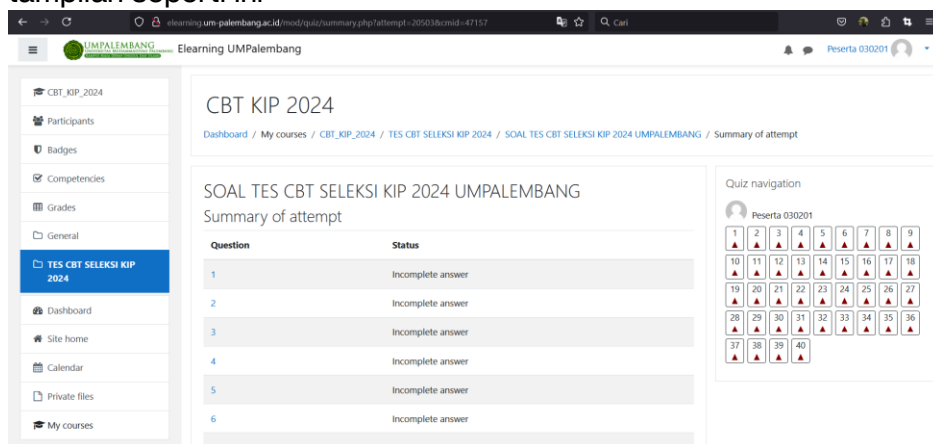 tampilan seperti ini
elearning.um-palembang.ac.id/mod/quiz/summary.php?attempt=20503&cmid=47157
Cari
UMPALEMBANG
Elearning UMPalembang
Peserta 030201
CBT_KIP_2024
Participants
Badges
Competencies
Grades
General
TES CBT SELEKSI KIP
2024
Dashboard
Site home
Calendar
Private files
My courses
CBT KIP 2024
Dashboard / My courses / CBT_KIP_2024 / TES CBT SELEKSI KIP 2024 / SOAL TES CBT SELEKSI KIP 2024 UMPALEMBANG / Summary of attempt
SOAL TES CBT SELEKSI KIP 2024 UMPALEMBANG
Summary of attempt
Question Status
1 Incomplete answer
2 Incomplete answer
3 Incomplete answer
4 Incomplete answer
5 Incomplete answer
6 Incomplete answer
Quiz navigation
Peserta 030201
1 2 3 4 5 6 7 8 9
10 11 12 13 14 15 16 17 18
19 20 21 22 23 24 25 26 27
28 29 30 31 32 33 34 35 36
37 38 39 40